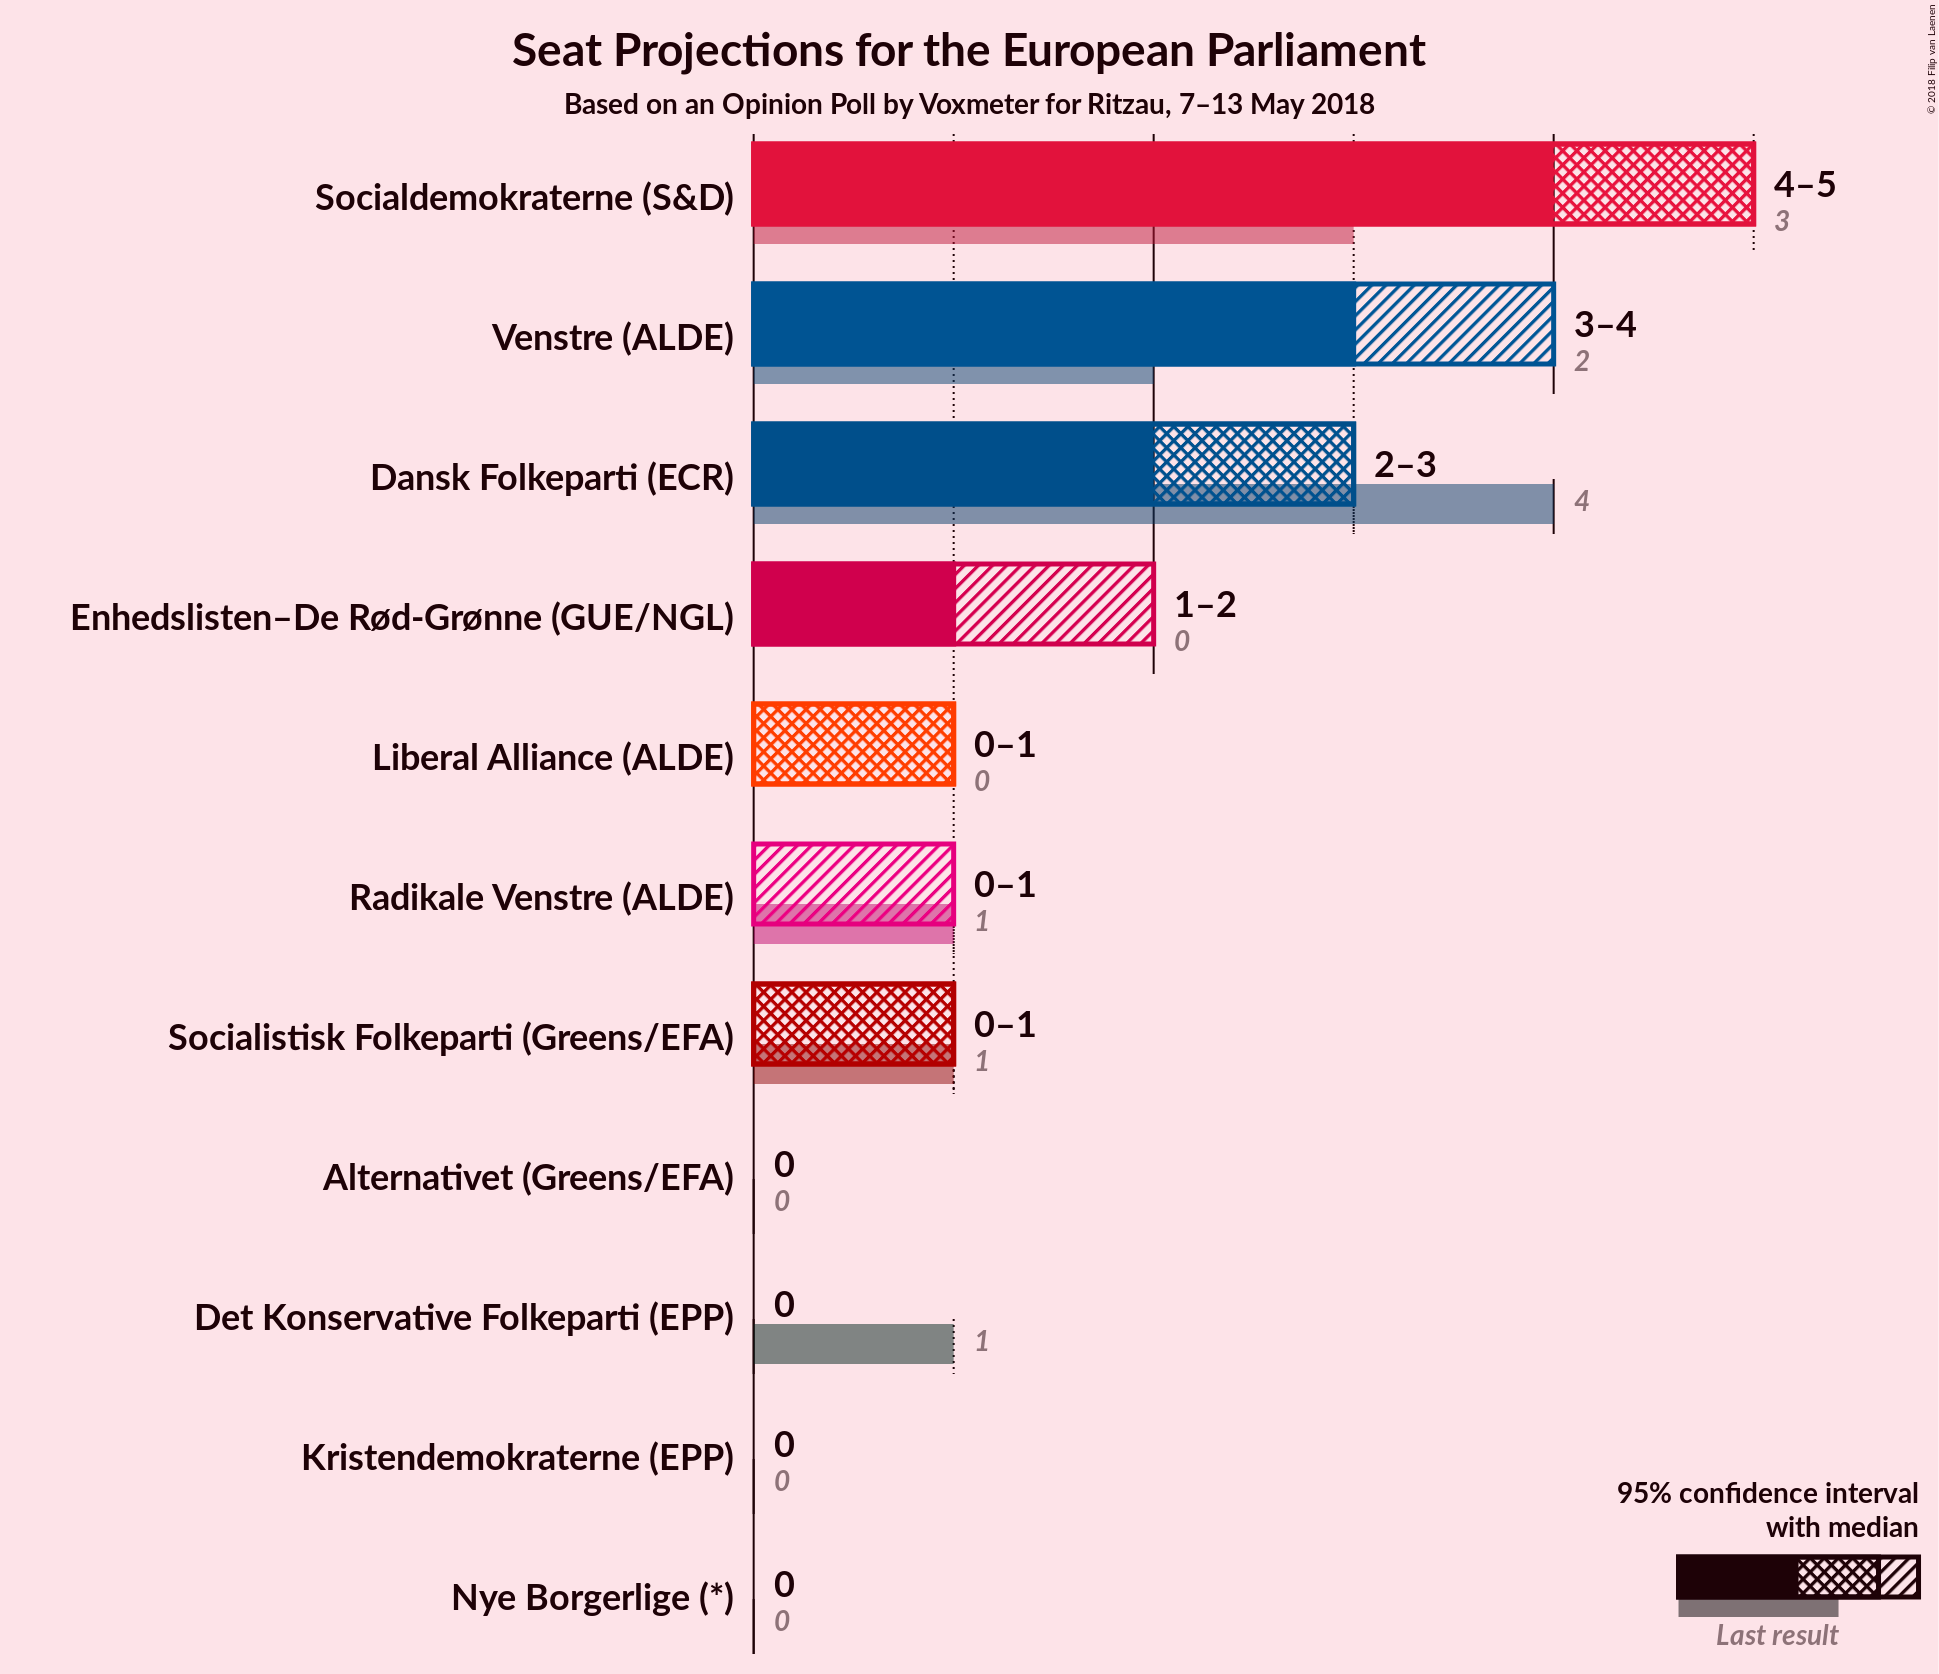 Seat Projections for the European Parliament
Based on an Opinion Poll by Voxmeter for Ritzau, 7–13 May 2018
© 2018 Filip van Laenen
Socialdemokraterne (S&D)
4–5
3
Venstre (ALDE)
3–4
2
Dansk Folkeparti (ECR)
2–3
4
Enhedslisten–De Rød-Grønne (GUE/NGL)
1–2
0
Liberal Alliance (ALDE)
0–1
0
Radikale Venstre (ALDE)
0–1
1
Socialistisk Folkeparti (Greens/EFA)
0–1
1
Alternativet (Greens/EFA)
0
0
Det Konservative Folkeparti (EPP)
0
1
Kristendemokraterne (EPP)
0
0
Nye Borgerlige (*)
0
0
95% confidence interval
with median
Last result